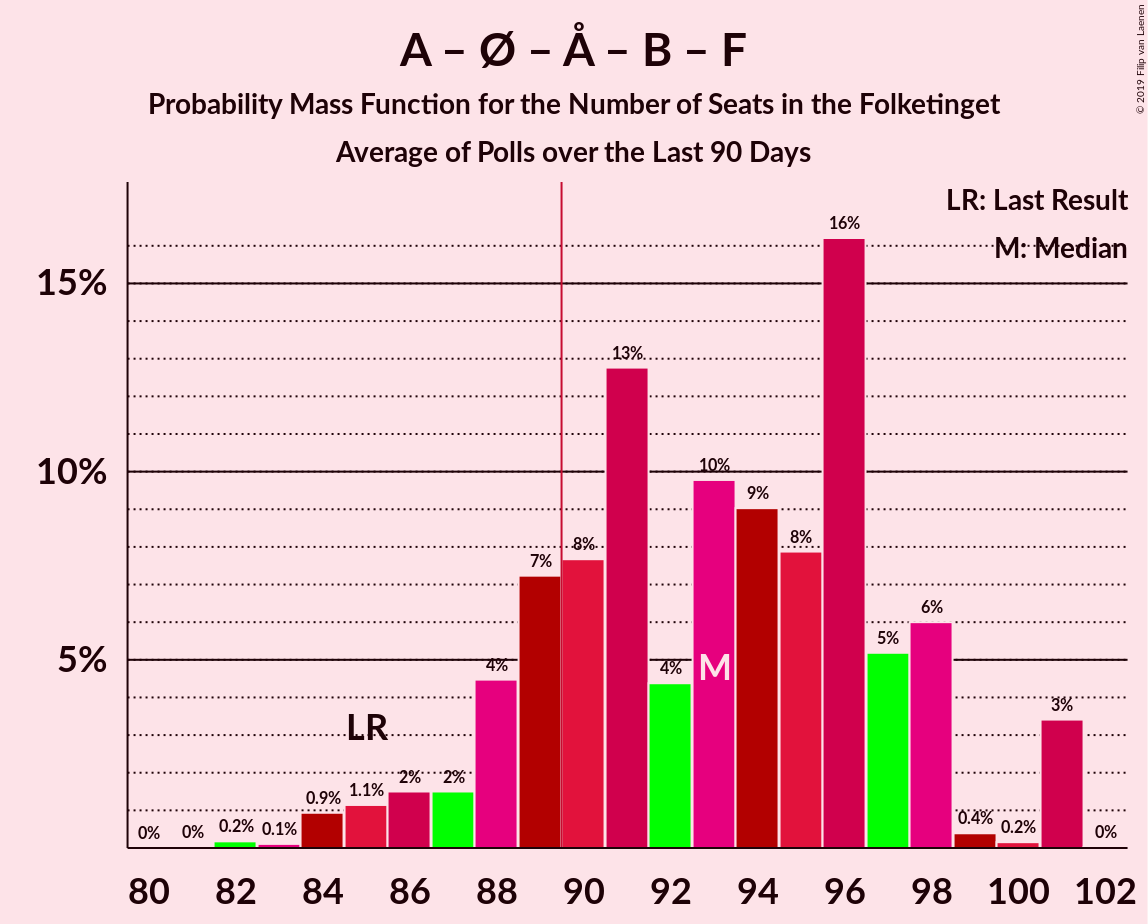 A – Ø – Å – B – F
Probability Mass Function for the Number of Seats in the Folketinget
Average of Polls over the Last 90 Days
© 2019 Filip van Laenen
LR: Last Result
M: Median
15%
10%
5%
0%
0%
0.2%
0.1%
0.9%
1.1%
2%
2%
4%
7%
8%
13%
4%
10%
9%
8%
16%
5%
6%
0.4%
0.2%
3%
0%
LR
M
80 82 84 86 88 90 92 94 96 98 100 102